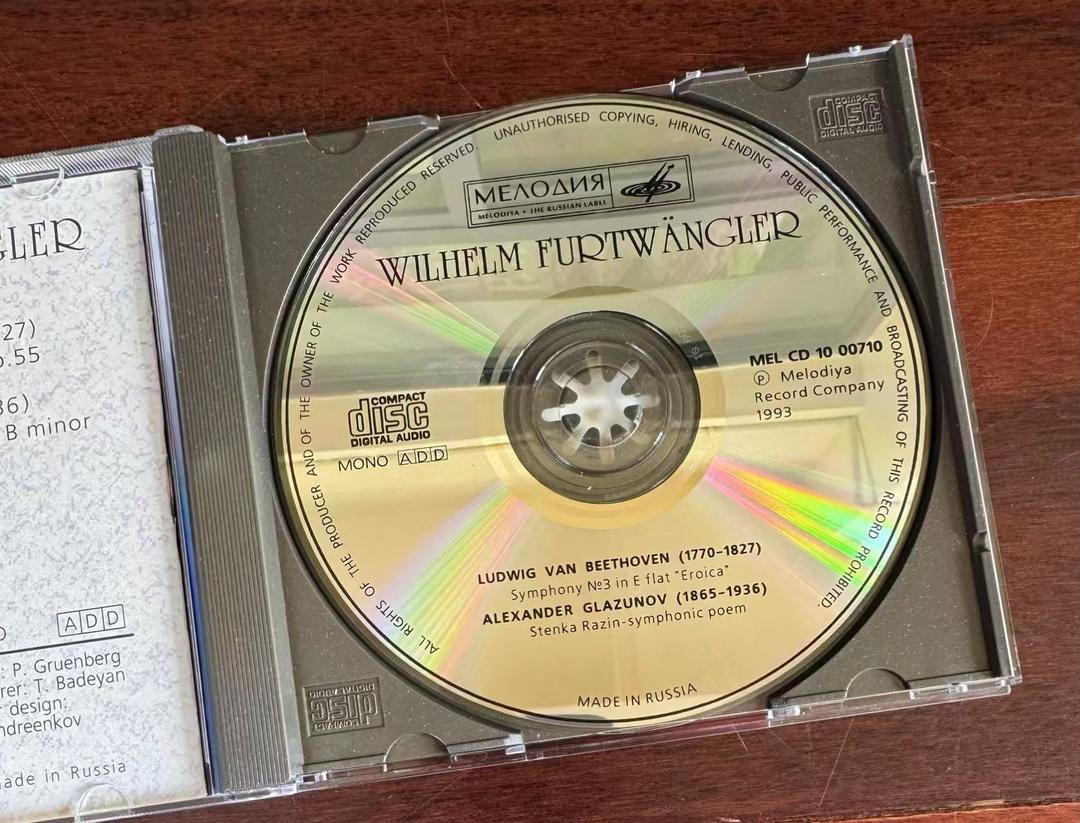 GLER
27)
.55
36)
B minor
ADD
: P. Gruenberg
rer: T. Badeyan
design:
ndreenkov
ade in Russia
COMPACT
disc
DIGITAL AUDIO
ALL RIGHTS OF THE PRODUCER AND OF THE OWNER OF THE WORK REPRODUCED RESERVED. UNAUTHORISED COPYING, HIRING, LENDING, PUBLIC PERFORMANCE AND BROADCASTING OF THIS RECORD PROHIBITED.
МЕЛОДИЯ
MELODIYA • THE RUSSIAN LABEL
WILHELM FURTWÄNGLER
MEL CD 10 00710
Ⓟ Melodiya
Record Company
1993
COMPACT
disc
DIGITAL AUDIO
MONO ADD
LUDWIG VAN BEETHOVEN (1770–1827)
Symphony №3 in E flat "Eroica"
ALEXANDER GLAZUNOV (1865–1936)
Stenka Razin-symphonic poem
MADE IN RUSSIA
COMPACT
disc
DIGITAL AUDIO